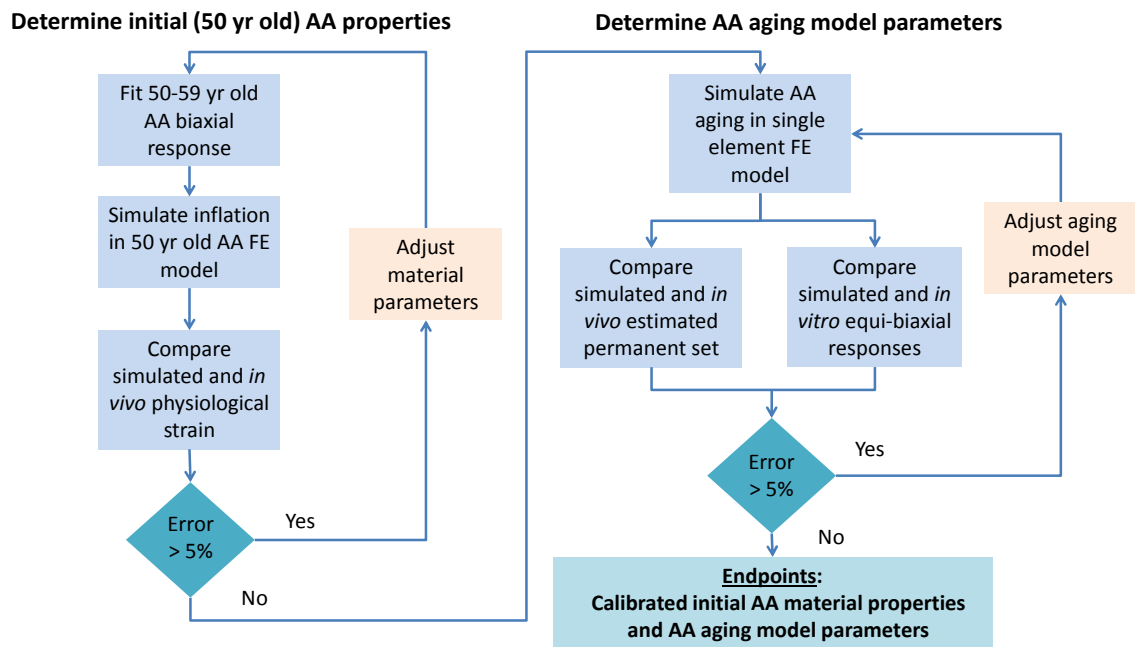 Determine initial (50 yr old) AA properties
Fit 50-59 yr old
AA biaxial
response
Simulate inflation
in 50 yr old AA FE
model
Compare
simulated and in
vivo physiological
strain
Adjust
material
parameters
Error
> 5%
Yes
No
Determine AA aging model parameters
Simulate AA
aging in single
element FE
model
Compare
simulated and in
vivo estimated
permanent set
Compare
simulated and in
vitro equi-biaxial
responses
Adjust aging
model
parameters
Error
> 5%
Yes
No
Endpoints:
Calibrated initial AA material properties
and AA aging model parameters